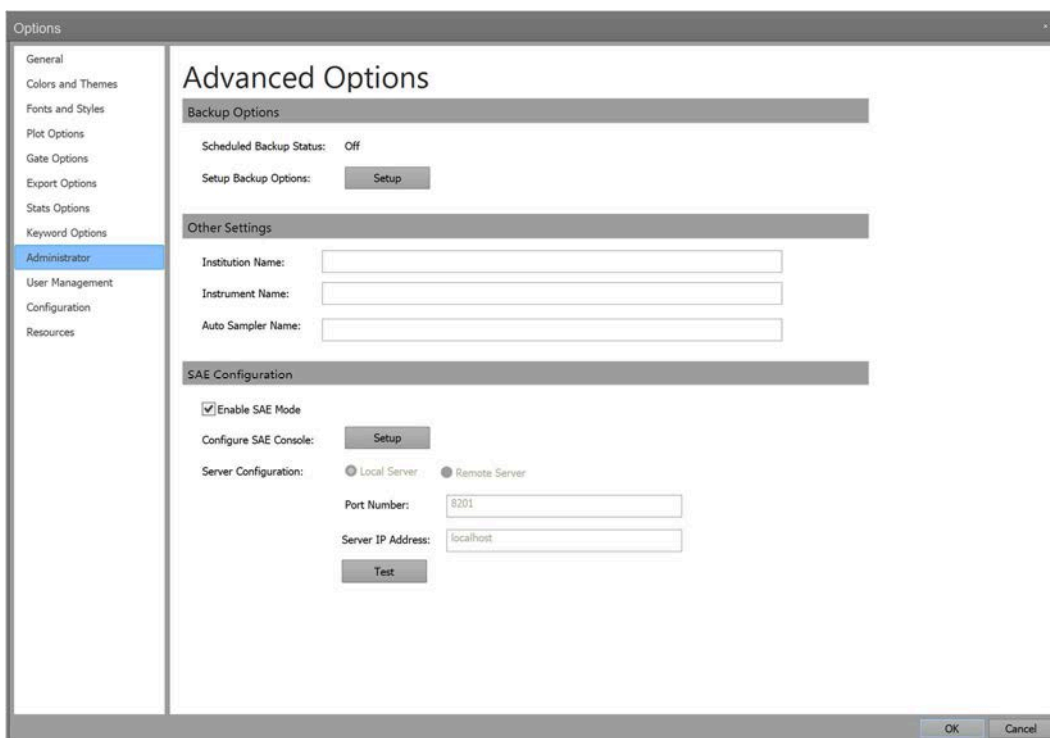 Options
General
Colors and Themes
Fonts and Styles
Plot Options
Gate Options
Export Options
Stats Options
Keyword Options
Administrator
User Management
Configuration
Resources
Advanced Options
Backup Options
Scheduled Backup Status: Off
Setup Backup Options: Setup
Other Settings
Institution Name:
Instrument Name:
Auto Sampler Name:
SAE Configuration
Enable SAE Mode
Configure SAE Console: Setup
Server Configuration: Local Server Remote Server
Port Number: 8201
Server IP Address: localhost
Test
OK Cancel